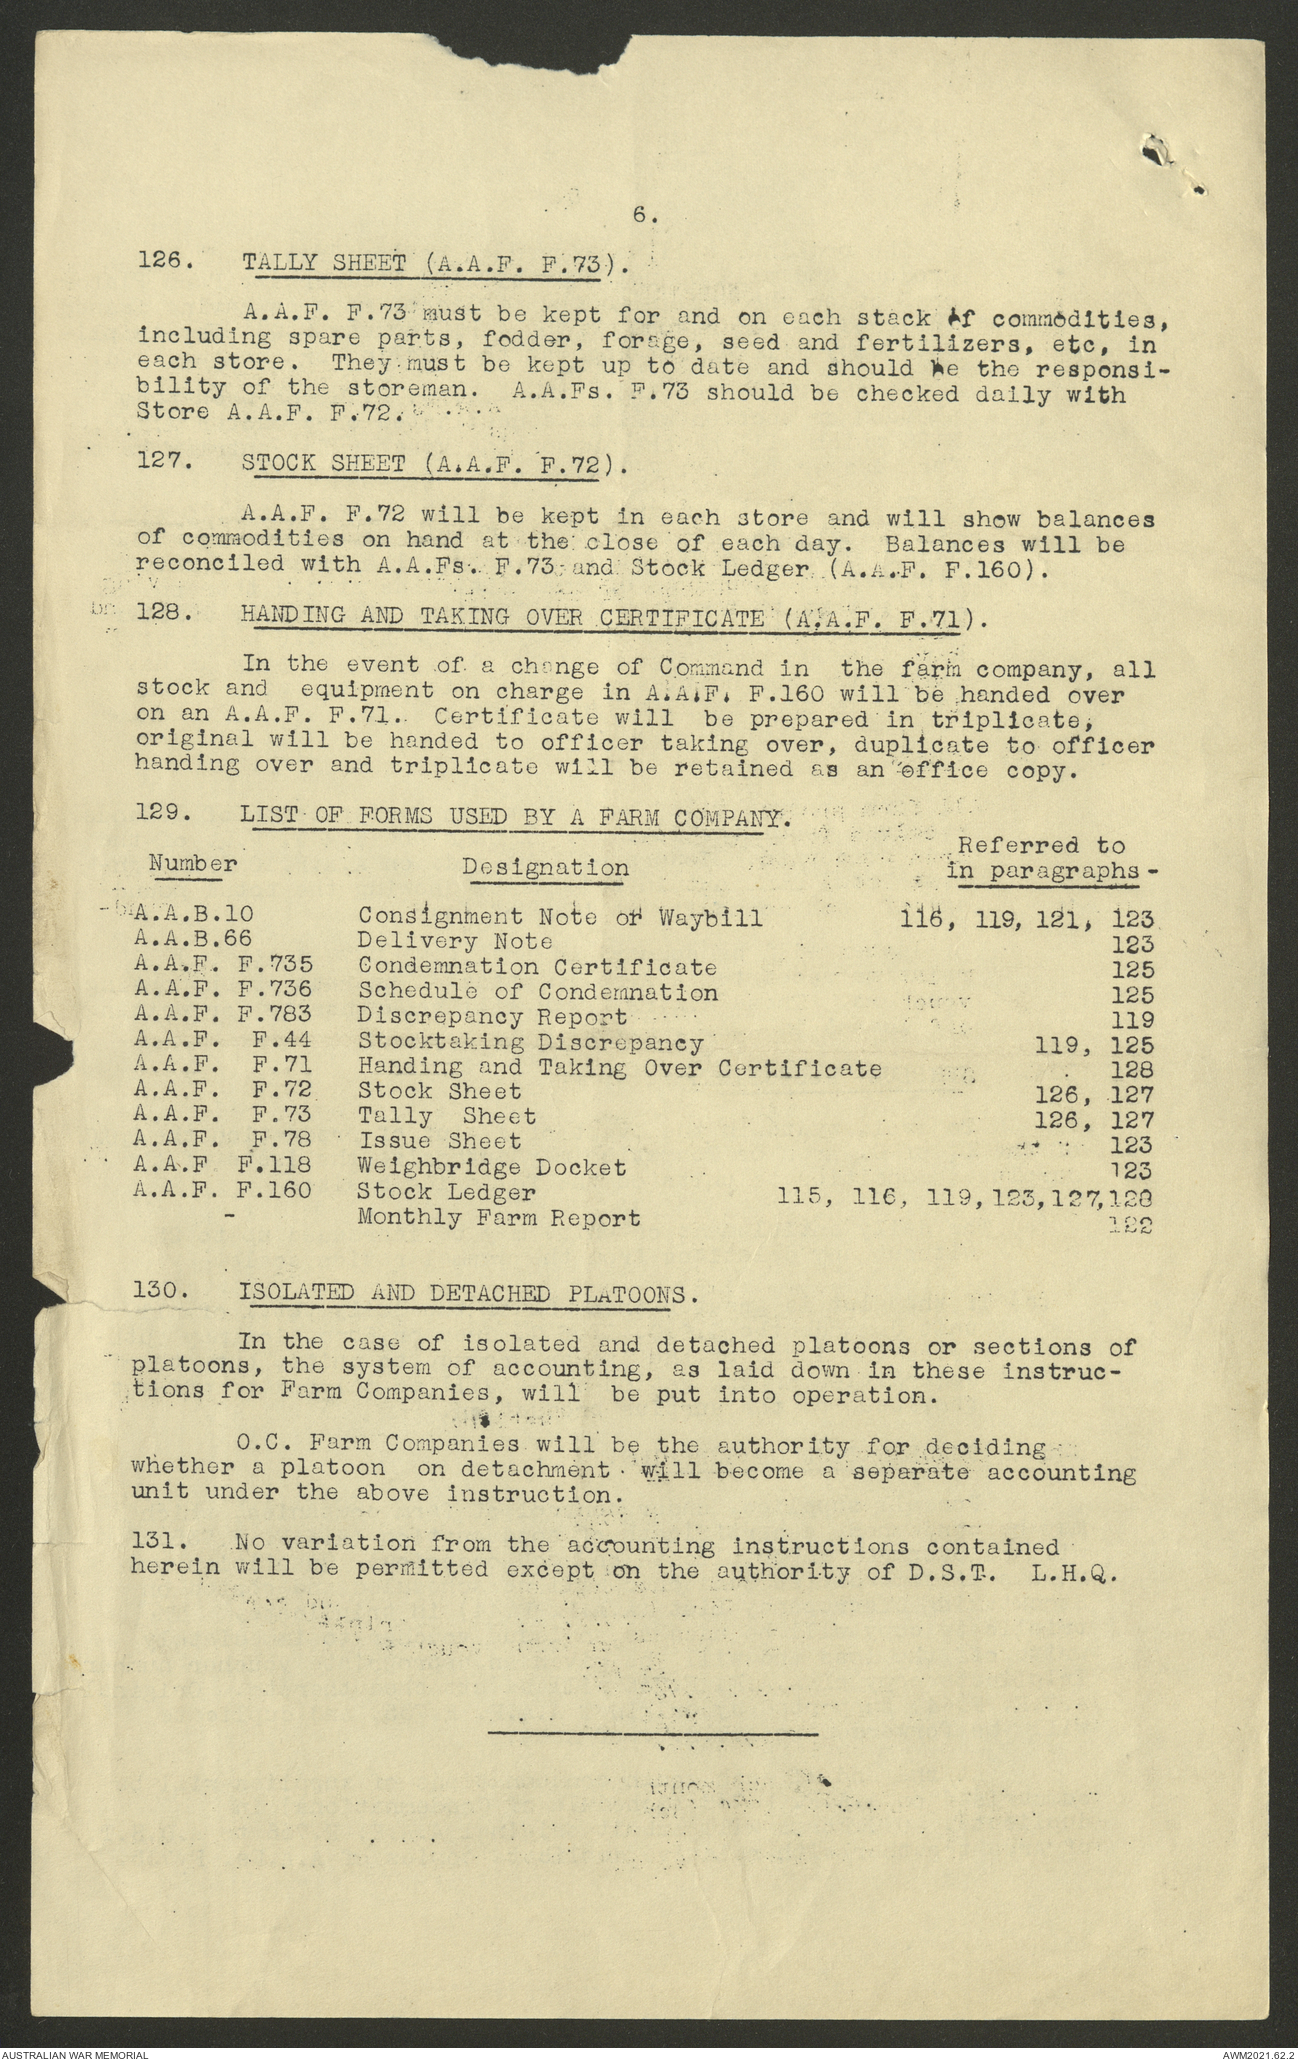 6.
126. TALLY SHEET (A.A.F. F.73).
A.A.F. F.73 must be kept for and on each stack of commodities,
including spare parts, fodder, forage, seed and fertilizers, etc, in
each store. They must be kept up to date and should be the responsi-
bility of the storeman. A.A.Fs. F.73 should be checked daily with
Store A.A.F. F.72.
127. STOCK SHEET (A.A.F. F.72).
A.A.F. F.72 will be kept in each store and will show balances
of commodities on hand at the close of each day. Balances will be
reconciled with A.A.Fs. F.73 and Stock Ledger (A.A.F. F.160).
128. HANDING AND TAKING OVER CERTIFICATE (A.A.F. F.71).
In the event of a change of Command in the farm company, all
stock and equipment on charge in A.A.F. F.160 will be handed over
on an A.A.F. F.71. Certificate will be prepared in triplicate,
original will be handed to officer taking over, duplicate to officer
handing over and triplicate will be retained as an office copy.
129. LIST OF FORMS USED BY A FARM COMPANY.
Number Designation Referred to
in paragraphs -
A.A.B.10 Consignment Note or Waybill 116, 119, 121, 123
A.A.B.66 Delivery Note 123
A.A.F. F.735 Condemnation Certificate 125
A.A.F. F.736 Schedule of Condemnation 125
A.A.F. F.783 Discrepancy Report 119
A.A.F. F.44 Stocktaking Discrepancy 119, 125
A.A.F. F.71 Handing and Taking Over Certificate 128
A.A.F. F.72 Stock Sheet 126, 127
A.A.F. F.73 Tally Sheet 126, 127
A.A.F. F.78 Issue Sheet 123
A.A.F F.118 Weighbridge Docket 123
A.A.F. F.160 Stock Ledger 115, 116, 119, 123, 127, 128
- Monthly Farm Report 122
130. ISOLATED AND DETACHED PLATOONS.
In the case of isolated and detached platoons or sections of
platoons, the system of accounting, as laid down in these instruc-
tions for Farm Companies, will be put into operation.
O.C. Farm Companies will be the authority for deciding
whether a platoon on detachment will become a separate accounting
unit under the above instruction.
131. No variation from the accounting instructions contained
herein will be permitted except on the authority of D.S.T. L.H.Q.
AUSTRALIAN WAR MEMORIAL AWM2021.62.2